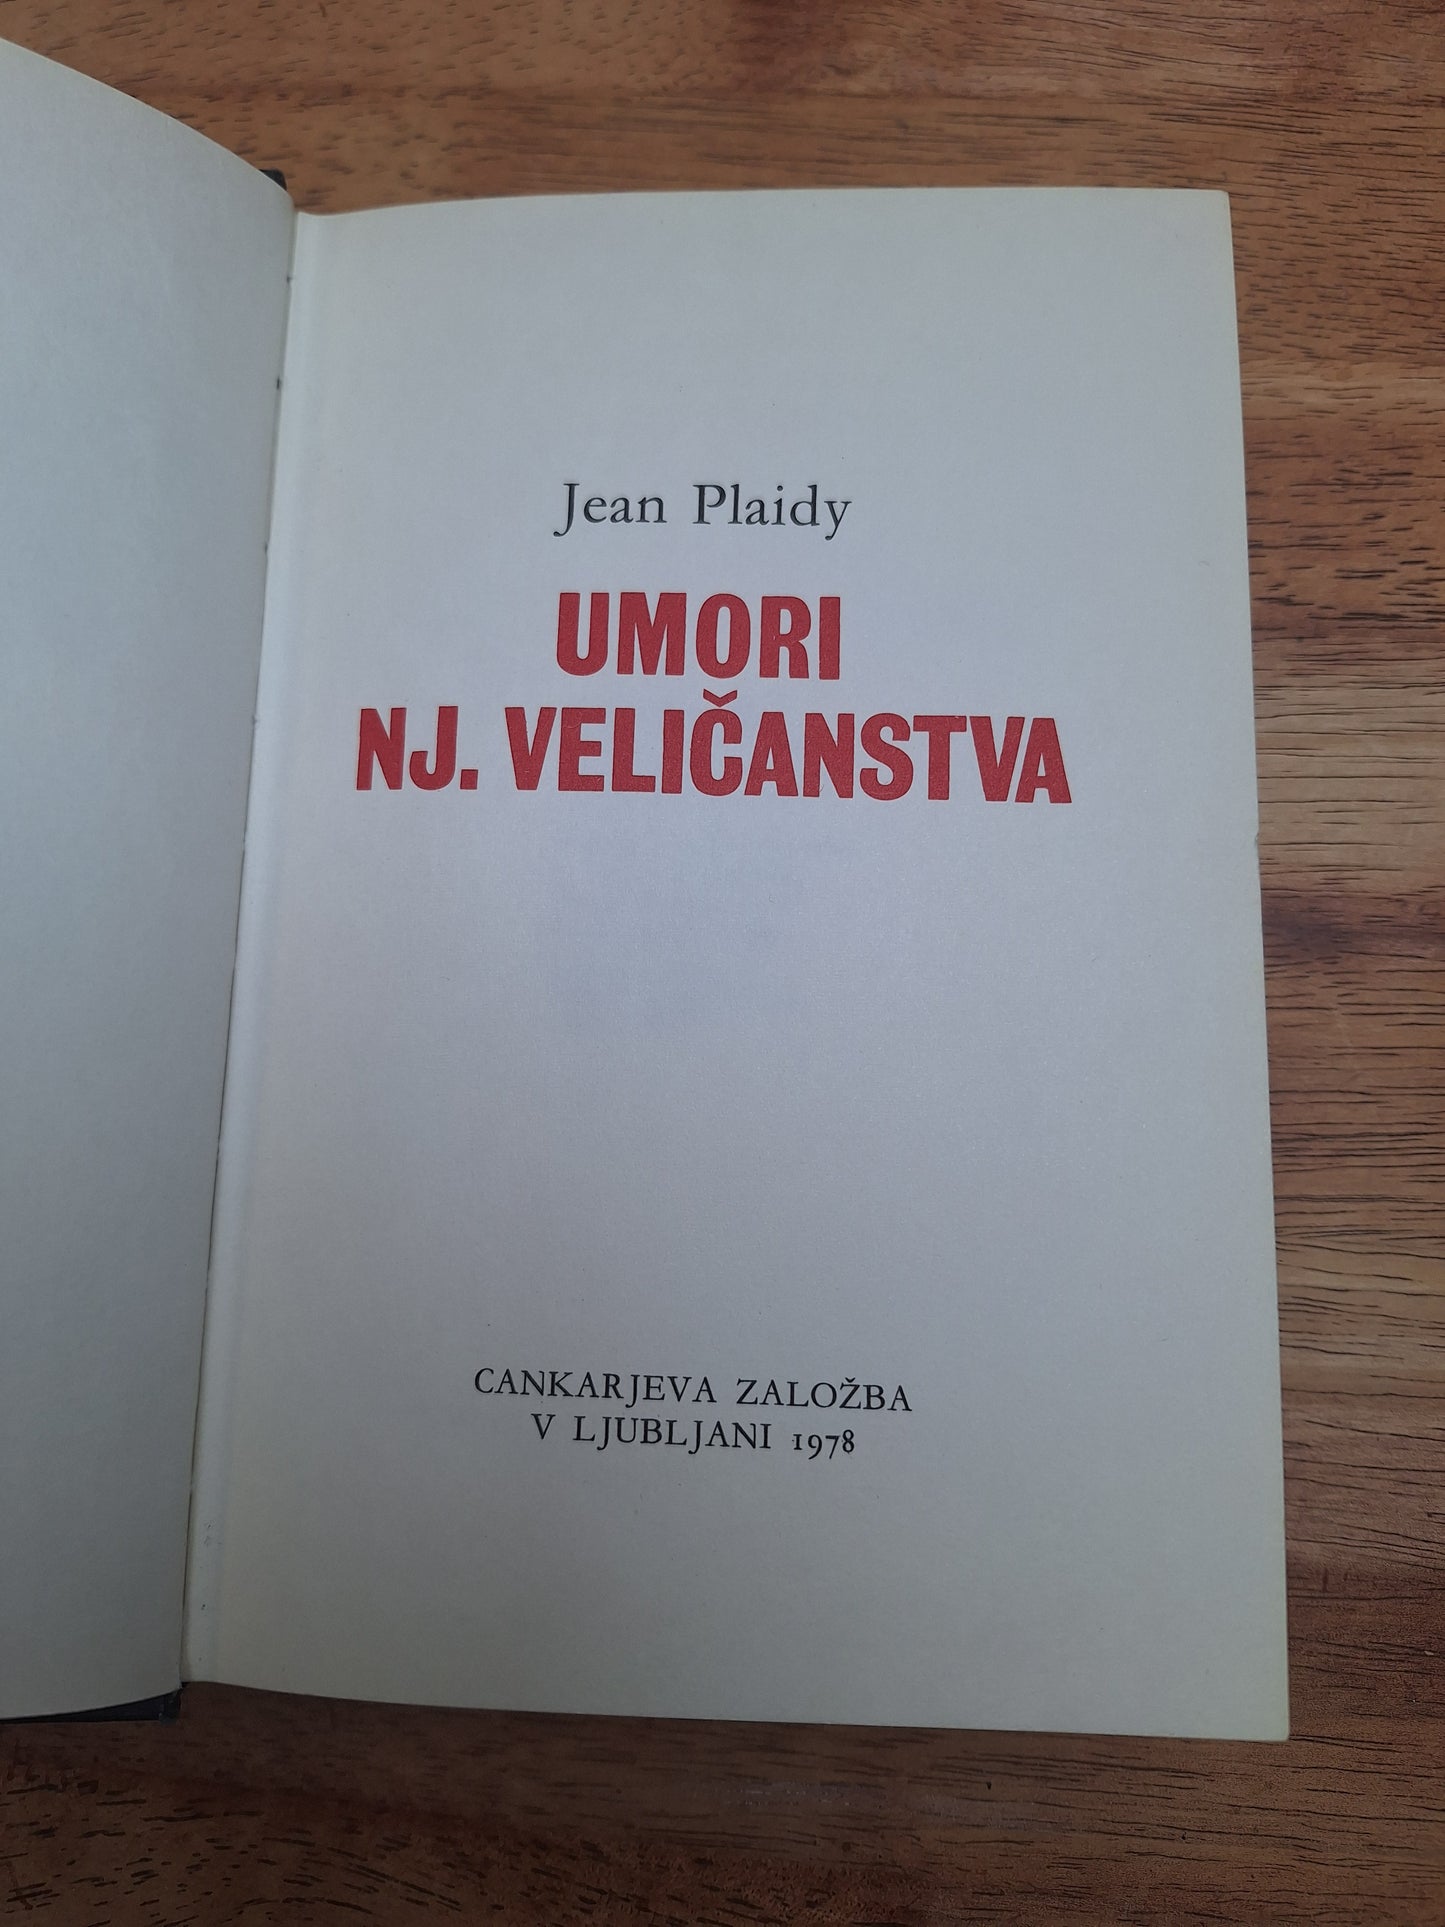 Jean Plaidy
UMORI
NJ. VELIČANSTVA
CANKARJEVA ZALOŽBA
V LJUBLJANI 1978